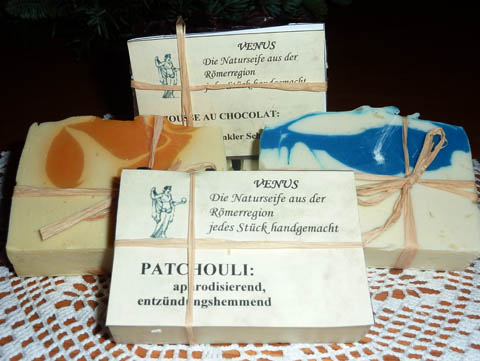 VENUS
Die Naturseife aus der
Römerregion
jedes Stück handgemacht
MOUSSE AU CHOCOLAT:
VENUS
Die Naturseife aus der
Römerregion
jedes Stück handgemacht
PATCHOULI:
aphrodisierend,
entzündungshemmend